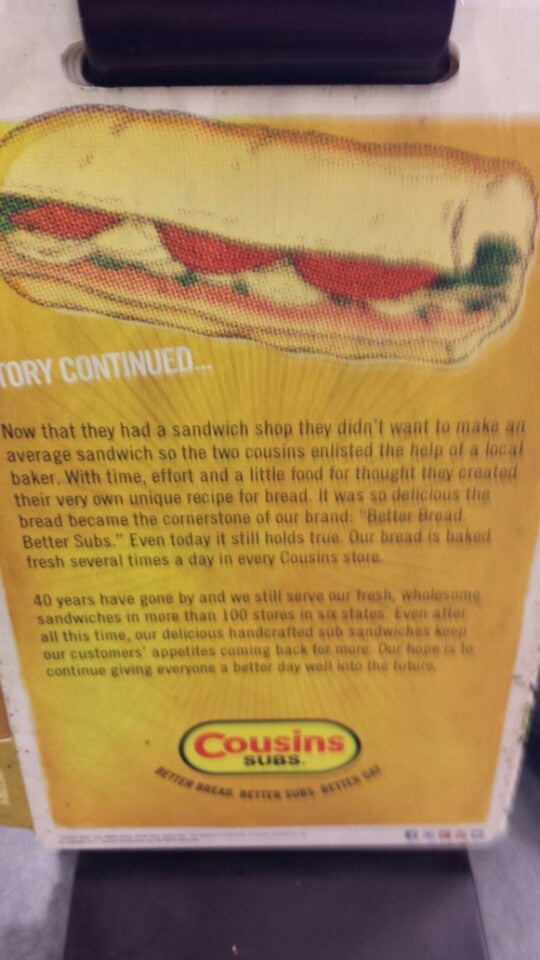 TORY CONTINUED...
Now that they had a sandwich shop they didn't want to make an
average sandwich so the two cousins enlisted the help of a local
baker. With time, effort and a little food for thought they created
their very own unique recipe for bread. It was so delicious the
bread became the cornerstone of our brand: "Better Bread.
Better Subs." Even today it still holds true. Our bread is baked
fresh several times a day in every Cousins store.
40 years have gone by and we still serve our fresh, wholesome
sandwiches in more than 100 stores in six states. Even after
all this time, our delicious handcrafted sub sandwiches keep
our customers' appetites coming back for more. Our hope is to
continue giving everyone a better day well into the future.
Cousins
SUBS.
BETTER BREAD. BETTER SUBS. BETTER DAY.